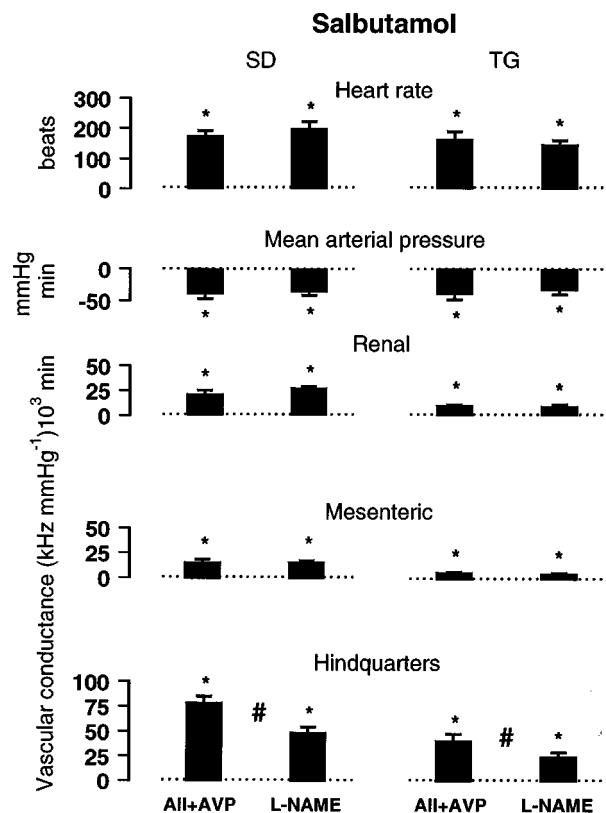 Salbutamol
SD TG
Heart rate
beats
300
200
100
0
* * * *
Mean arterial pressure
mmHg
min
0
-50
* * * *
Renal
Vascular conductance (kHz mmHg⁻¹)10³ min
50
25
0
* * * *
Mesenteric
50
25
0
* * * *
Hindquarters
100
75
50
25
0
* # * * # *
AII+AVP L-NAME AII+AVP L-NAME